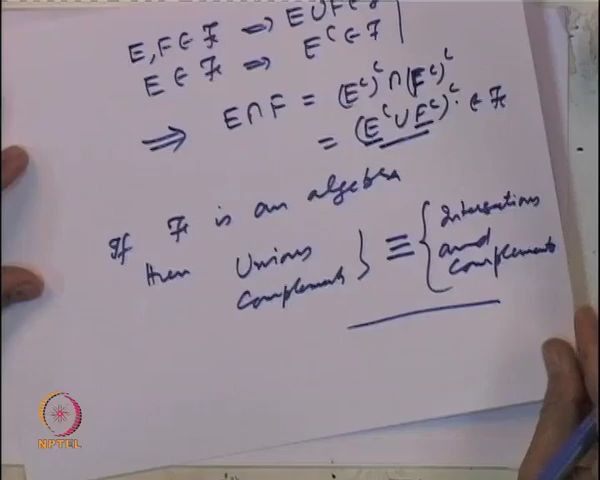 E, F ∈ 𝓕 ⟹ E ∪ F ∈
E ∈ 𝓕 ⟹ E^c ∈ 𝓕
⟹ E ∩ F = (E^c)^c ∩ (F^c)^c
= (E^c ∪ F^c)^c. ∈ 𝓕
If 𝓕 is an algebra
then Unions } ≡ { Intersections
and
Complements Complements
NPTEL